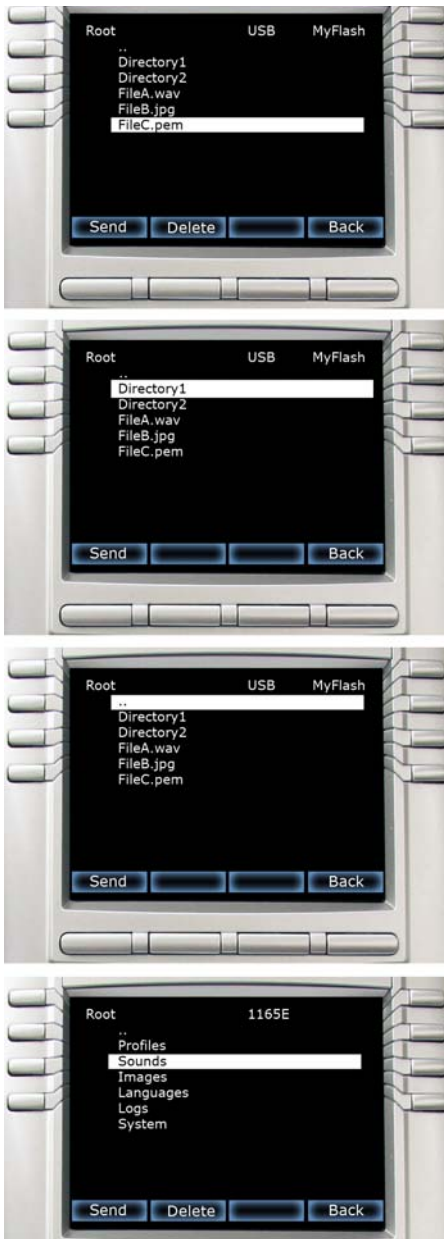 Root USB MyFlash
..
Directory1
Directory2
FileA.wav
FileB.jpg
FileC.pem
Send Delete Back
Root USB MyFlash
..
Directory1
Directory2
FileA.wav
FileB.jpg
FileC.pem
Send Back
Root USB MyFlash
..
Directory1
Directory2
FileA.wav
FileB.jpg
FileC.pem
Send Back
Root 1165E
..
Profiles
Sounds
Images
Languages
Logs
System
Send Delete Back